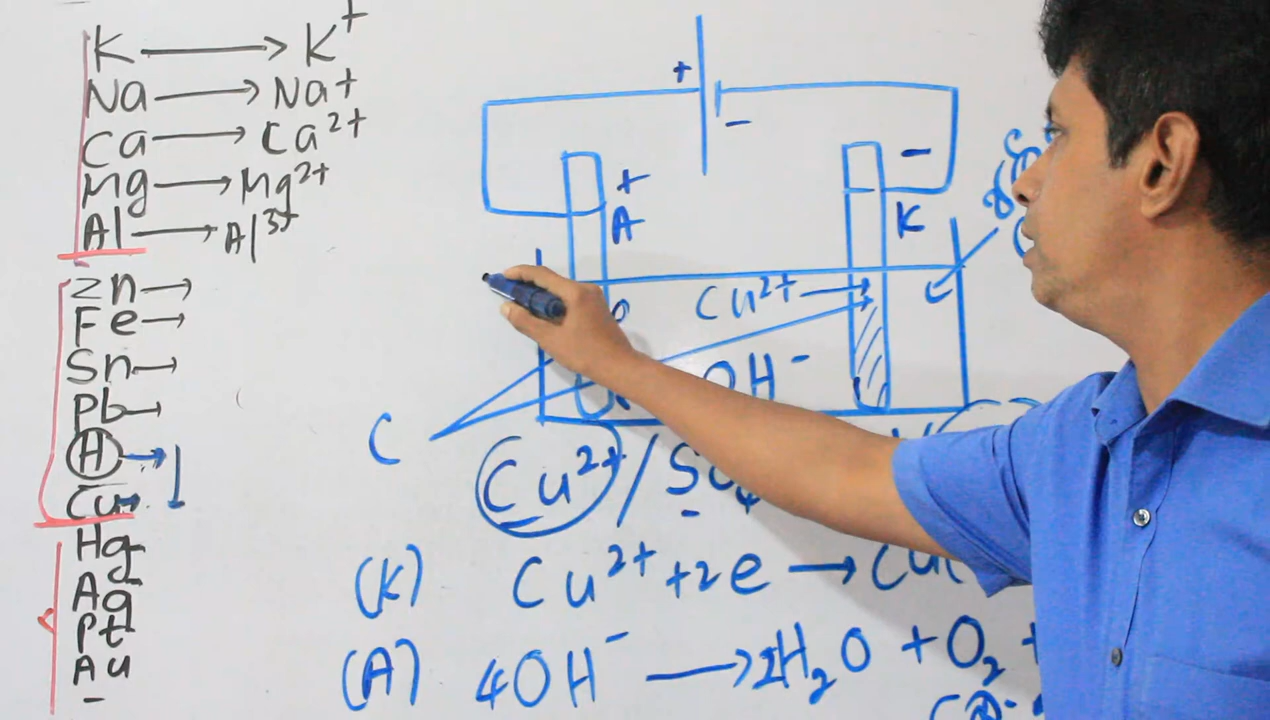 K → K+
Na → Na+
Ca → Ca2+
Mg → Mg2+
Al → Al3+
Zn →
Fe →
Sn →
Pb →
H →
Cu →
Hg
Ag
Pt
Au
+
-
+
A
-
K
Cu2+ →
OH-
C
Cu2+ / SO4
(K) Cu2+ + 2e → Cu(
(A) 4OH- → 2H2O + O2 +